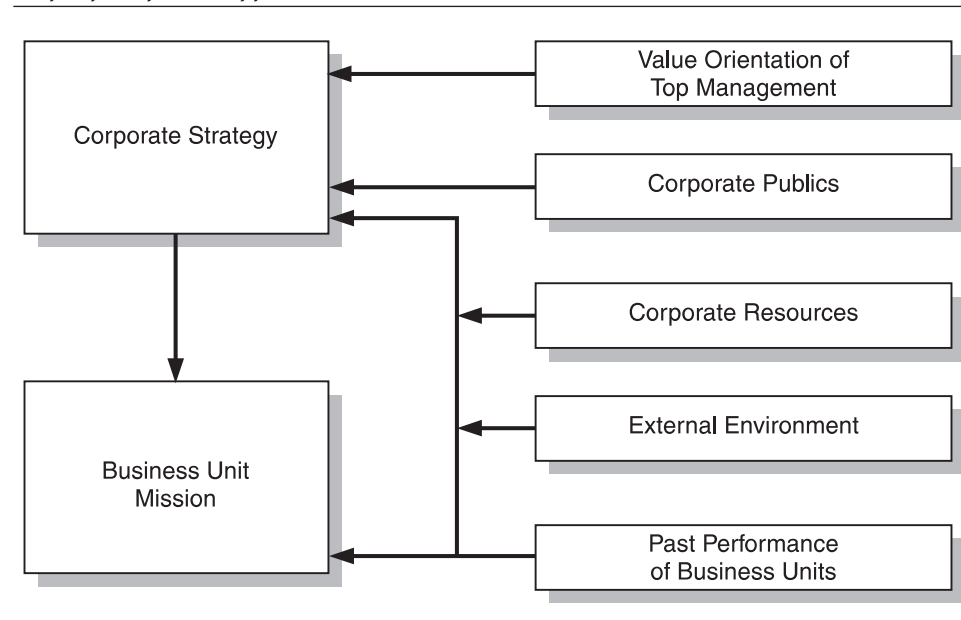 Value Orientation of
Top Management
Corporate Strategy
Corporate Publics
Corporate Resources
External Environment
Business Unit
Mission
Past Performance
of Business Units